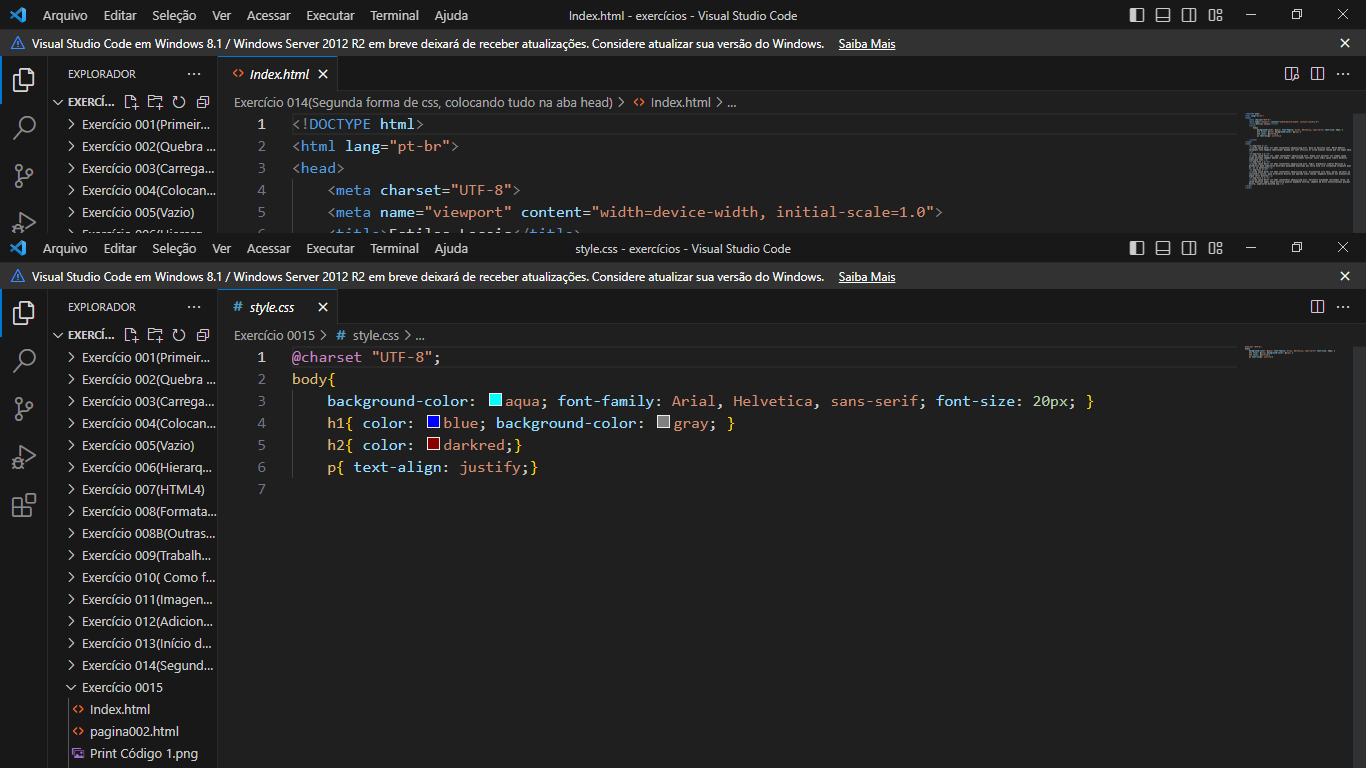 Arquivo Editar Seleção Ver Acessar Executar Terminal Ajuda Index.html - exercícios - Visual Studio Code
Visual Studio Code em Windows 8.1 / Windows Server 2012 R2 em breve deixará de receber atualizações. Considere atualizar sua versão do Windows. Saiba Mais
EXPLORADOR ... Index.html
EXERCÍ... Exercício 014(Segunda forma de css, colocando tudo na aba head) > Index.html > ...
Exercício 001(Primeir... 1 <!DOCTYPE html>
Exercício 002(Quebra ... 2 <html lang="pt-br">
Exercício 003(Carrega... 3 <head>
Exercício 004(Colocan... 4 <meta charset="UTF-8">
Exercício 005(Vazio) 5 <meta name="viewport" content="width=device-width, initial-scale=1.0">
Arquivo Editar Seleção Ver Acessar Executar Terminal Ajuda style.css - exercícios - Visual Studio Code
Visual Studio Code em Windows 8.1 / Windows Server 2012 R2 em breve deixará de receber atualizações. Considere atualizar sua versão do Windows. Saiba Mais
EXPLORADOR ... # style.css
EXERCÍ... Exercício 0015 > # style.css > ...
Exercício 001(Primeir... 1 @charset "UTF-8";
Exercício 002(Quebra ... 2 body{
Exercício 003(Carrega... 3 background-color: aqua; font-family: Arial, Helvetica, sans-serif; font-size: 20px; }
Exercício 004(Colocan... 4 h1{ color: blue; background-color: gray; }
Exercício 005(Vazio) 5 h2{ color: darkred;}
Exercício 006(Hierarq... 6 p{ text-align: justify;}
Exercício 007(HTML4) 7
Exercício 008(Formata...
Exercício 008B(Outras...
Exercício 009(Trabalh...
Exercício 010( Como f...
Exercício 011(Imagen...
Exercício 012(Adicion...
Exercício 013(Início d...
Exercício 014(Segund...
Exercício 0015
Index.html
pagina002.html
Print Código 1.png